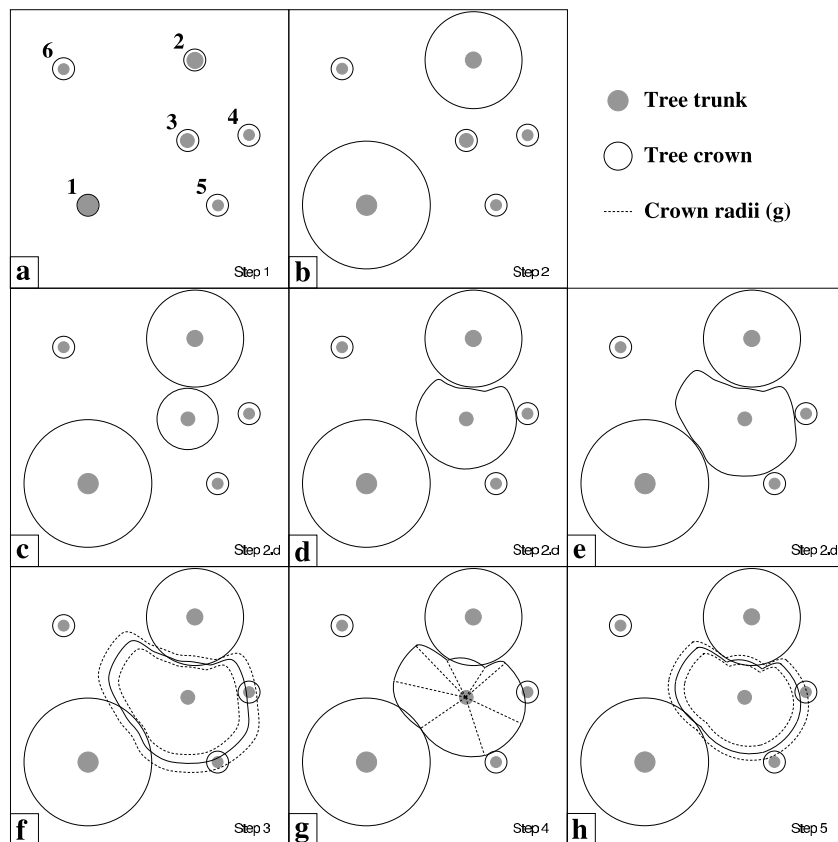 6
2
3
4
1
5
a
Step 1
b
Step 2
Tree trunk
Tree crown
Crown radii (g)
c
Step 2.d
d
Step 2.d
e
Step 2.d
f
Step 3
g
Step 4
h
Step 5